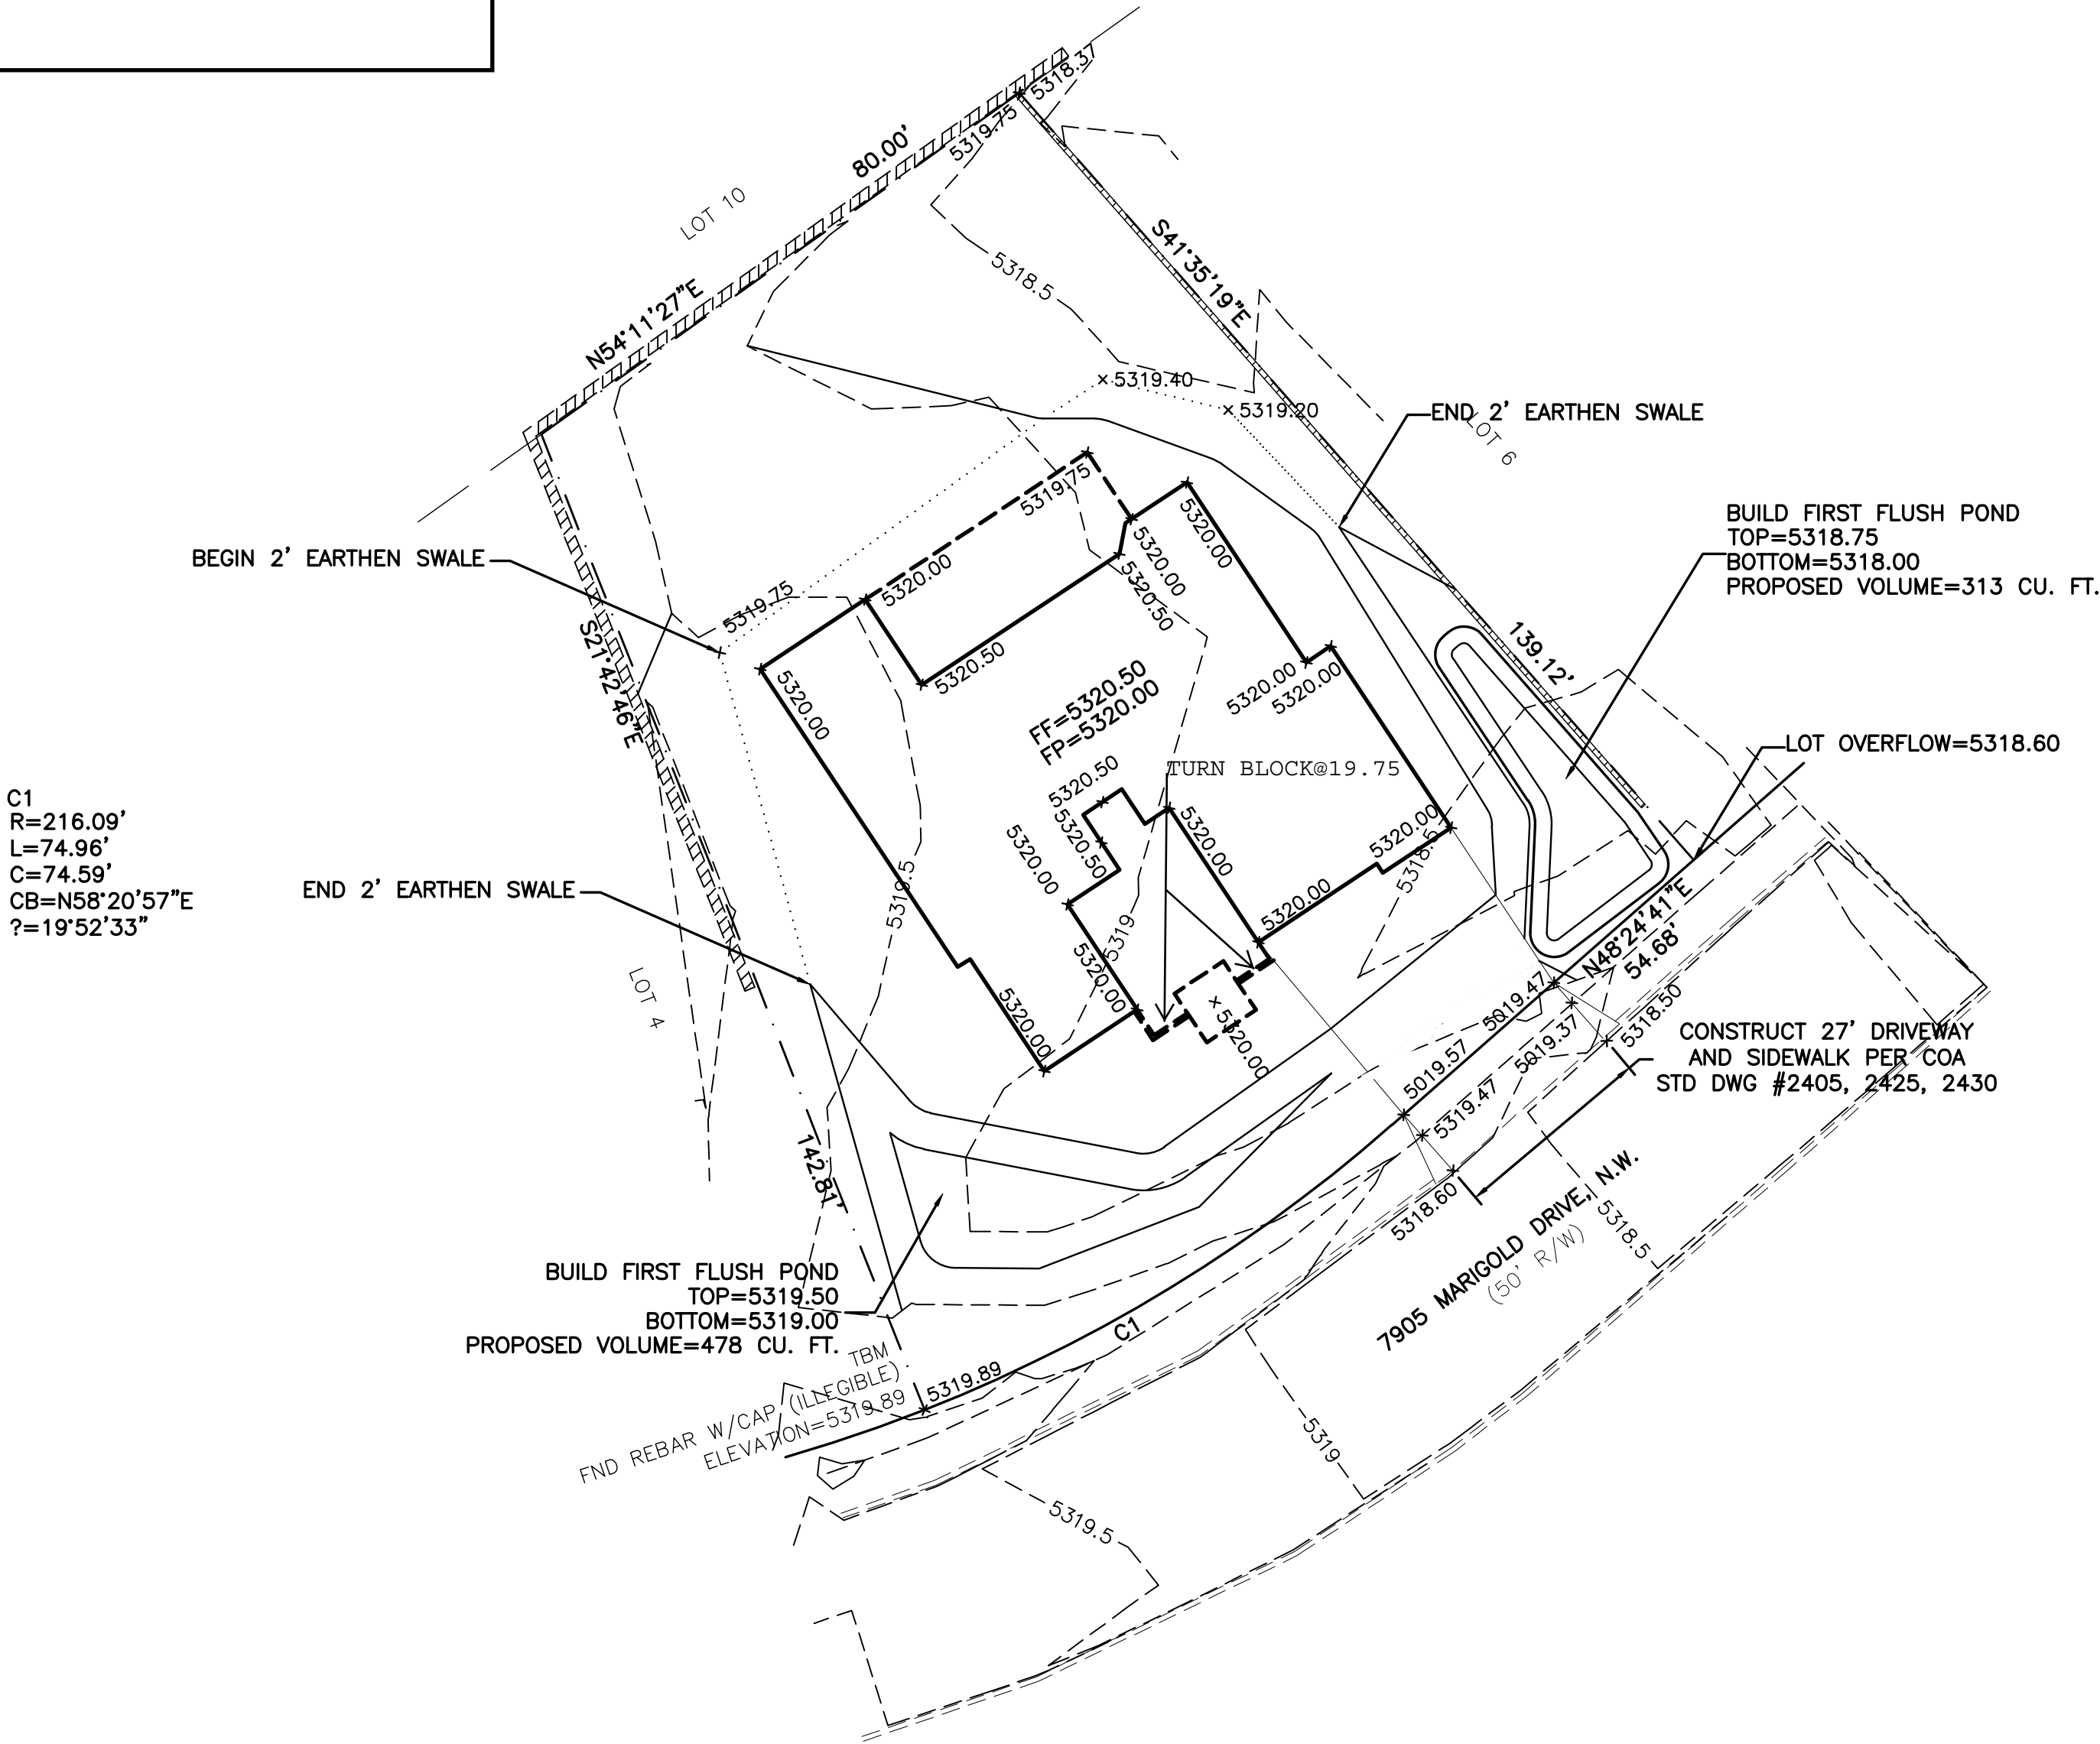 5318.37
5319.75
80.00'
LOT 10
N54°11'27"E
5318.5
S41°35'19"E
×5319.40
×5319.20
END 2' EARTHEN SWALE
LOT 6
BUILD FIRST FLUSH POND
TOP=5318.75
BOTTOM=5318.00
PROPOSED VOLUME=313 CU. FT.
BEGIN 2' EARTHEN SWALE
5319.75
5320.00
5319.75
5320.00
5320.00
5320.50
5320.50
5320.00
S21°42'46"E
139.12'
FF=5320.50
FP=5320.00
5320.00
5320.00
LOT OVERFLOW=5318.60
TURN BLOCK@19.75
5320.50
5320.50
5320.00
5320.00
5320.00
5318.5
5320.00
C1
R=216.09'
L=74.96'
C=74.59'
CB=N58°20'57"E
?=19°52'33"
END 2' EARTHEN SWALE
5319.5
5319
LOT 4
5320.00
5320.00
×5320.00
N48°24'41"E
54.68'
5019.47
5019.37
5318.50
5019.57
5319.47
5318.60
CONSTRUCT 27' DRIVEWAY
AND SIDEWALK PER COA
STD DWG #2405, 2425, 2430
142.81'
7905 MARIGOLD DRIVE, N.W.
(50' R/W)
5318.5
BUILD FIRST FLUSH POND
TOP=5319.50
BOTTOM=5319.00
PROPOSED VOLUME=478 CU. FT.
C1
5319.89
TBM
FND REBAR W/CAP (ILLEGIBLE)
ELEVATION=5319.89
5319
5319.5